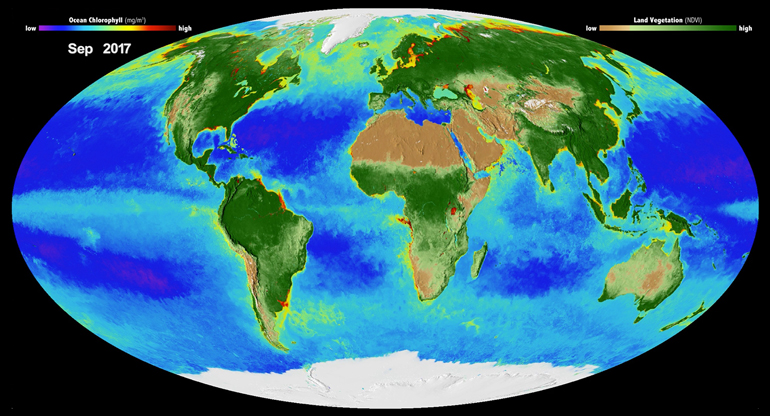 Ocean Chlorophyll (mg/m³)
low high
Sep 2017
Land Vegetation (NDVI)
low high